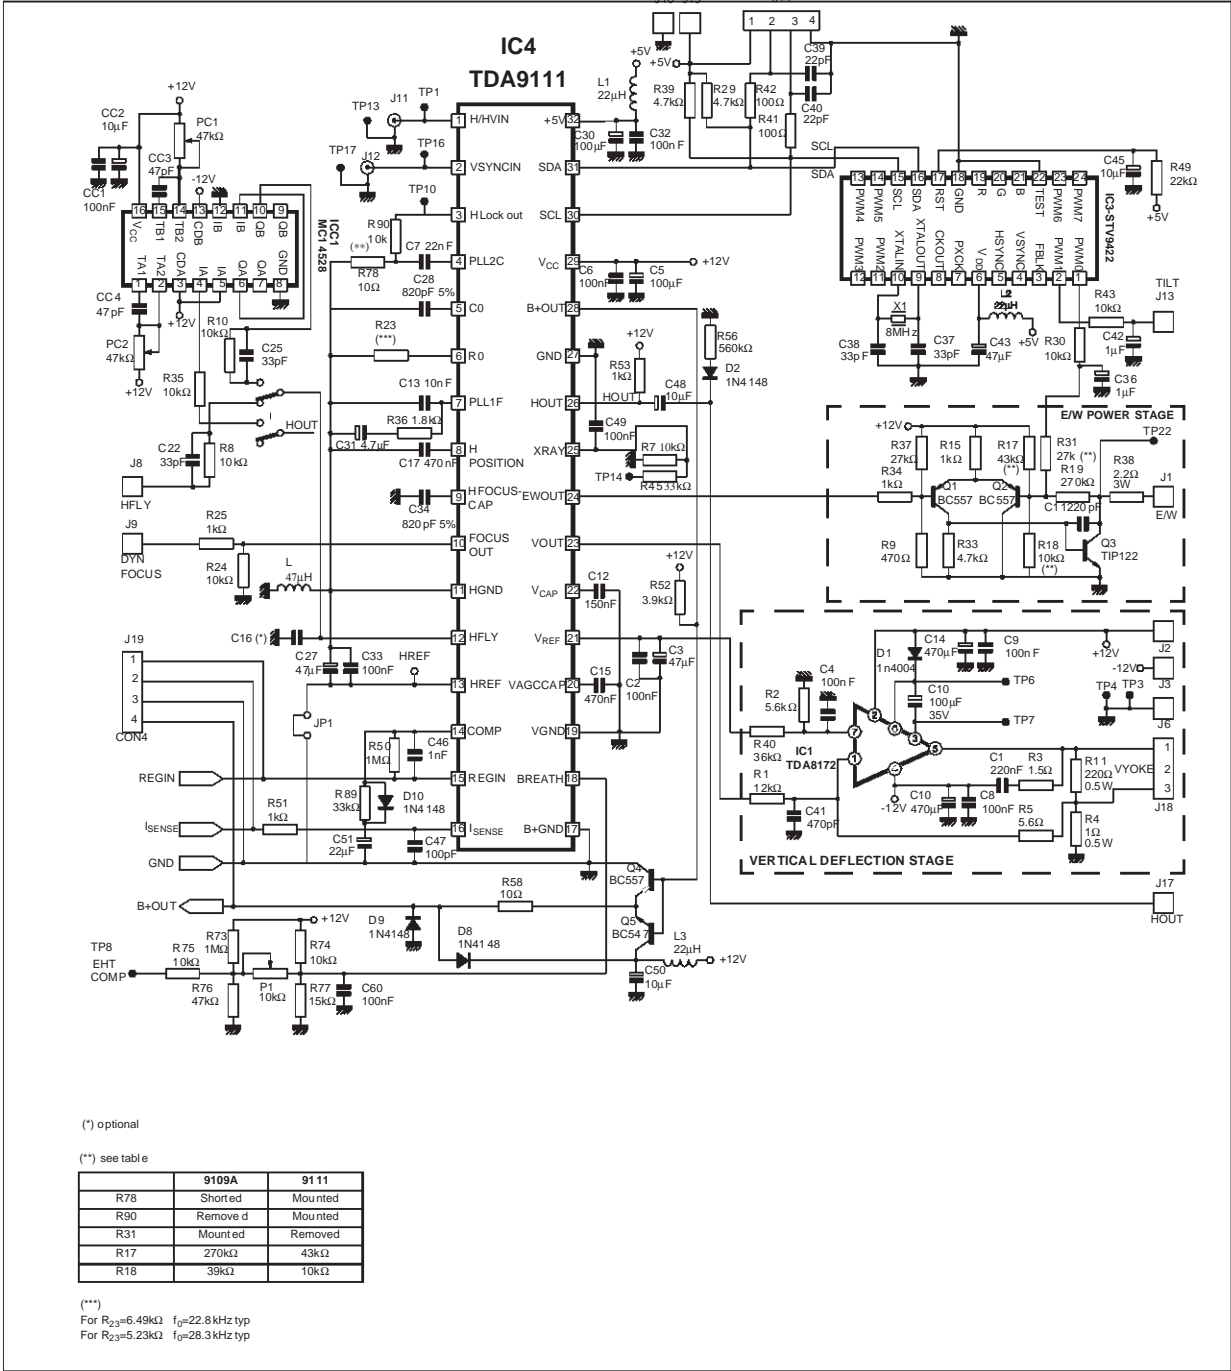 IC4
TDA9111
1 2 3 4
C39
22pF
C40
22pF
+5V
+5V
L1
22µH
R39
4.7kΩ
R29
4.7kΩ
R42
100Ω
R41
100Ω
C30
100µF
C32
100nF
+12V
CC2
10µF
PC1
47kΩ
CC3
47pF
-12V
CC1
100nF
TP13
J11
TP1
TP17
J12
TP16
TP10
R90
10k
(**)
R78
10Ω
C7 22nF
C28
820pF 5%
R23
(***)
C13 10nF
R36 1.8kΩ
C31 4.7µF
C17 470nF
C34
820pF 5%
ICC1
MC14528
16 15 14 13 12 11 10 9
VCC TB1 TB2 CDB IB IB QB QB
TA1 TA2 CDA IA IA QA QA GND
1 2 3 4 5 6 7 8
CC4
47pF
PC2
47kΩ
+12V
+12V
R10
10kΩ
C25
33pF
R35
10kΩ
HOUT
C22
33pF
R8
10kΩ
J8
HFLY
J9
DYN
FOCUS
R25
1kΩ
R24
10kΩ
L
47µH
C16 (*)
C27
47µF
C33
100nF
HREF
JP1
1 H/HVIN
2 VSYNCIN
3 HLock out
4 PLL2C
5 C0
6 R0
7 PLL1F
8 H
POSITION
9 HFOCUS-
CAP
10 FOCUS
OUT
11 HGND
12 HFLY
13 HREF
14 COMP
15 REGIN
16 ISENSE
+5V 32
SDA 31
SCL 30
VCC 29
B+OUT 28
GND 27
HOUT 26
XRAY 25
EWOUT 24
VOUT 23
VCAP 22
VREF 21
VAGCCAP 20
VGND 19
BREATH 18
B+GND 17
C6
100nF
C5
100µF
+12V
+12V
R53
1kΩ
HOUT
C48
10µF
R56
560kΩ
D2
1N4148
C49
100nF
R7 10kΩ
TP14
R45 33kΩ
C12
150nF
+12V
R52
3.9kΩ
C3
47µF
C2
100nF
C15
470nF
SCL
SDA
13 14 15 16 17 18 19 20 21 22 23 24
PWM4 PWM5 SCL SDA RST GND R G B TEST PWM6 PWM7
PWM3 PWM2 XTALIN XTALOUT CKOUT PXCK VDD HSYNC VSYNC FBLK PWM1 PWM0
12 11 10 9 8 7 6 5 4 3 2 1
IC3-STV9422
C45
10µF
R49
22kΩ
+5V
X1
8MHz
C38
33pF
C37
33pF
C43
47µF
L2
22µH
+5V
R43
10kΩ
TILT
J13
C42
1µF
R30
10kΩ
C36
1µF
E/W POWER STAGE
+12V
R37
27kΩ
R15
1kΩ
R17
43kΩ
(**)
R31
27k (**)
R19
270kΩ
TP22
R38
2.2Ω
3W
J1
E/W
R34
1kΩ
Q1
BC557
Q2
BC557
C11 220pF
R9
470Ω
R33
4.7kΩ
R18
10kΩ
(**)
Q3
TIP122
D1
1n4004
C14
470µF
C9
100nF
+12V
J2
-12V
J3
TP4
TP3
J6
TP6
TP7
C10
100µF
35V
C4
100nF
R2
5.6kΩ
R40
36kΩ
R1
12kΩ
C41
470pF
IC1
TDA8172
7 1 2 6 3 5 4
-12V
C10
470µF
C8
100nF
C1
220nF
R3
1.5Ω
R5
5.6Ω
R11
220Ω
0.5W
R4
1Ω
0.5W
1
VYOKE 2
3
J18
VERTICAL DEFLECTION STAGE
J17
HOUT
J19
1
2
3
4
CON4
REGIN
ISENSE
GND
B+OUT
R51
1kΩ
R50
1MΩ
C46
1nF
R89
33kΩ
D10
1N4148
C51
22µF
C47
100pF
R58
10Ω
Q4
BC557
Q5
BC547
D9
1N4148
D8
1N4148
L3
22µH
+12V
C50
10µF
TP8
EHT
COMP
R75
10kΩ
R73
1MΩ
+12V
R74
10kΩ
R76
47kΩ
P1
10kΩ
R77
15kΩ
C60
100nF
(*) optional
(**) see table
9109A 9111
R78 Shorted Mounted
R90 Removed Mounted
R31 Mounted Removed
R17 270kΩ 43kΩ
R18 39kΩ 10kΩ
(***)
For R23=6.49kΩ f0=22.8kHz typ
For R23=5.23kΩ f0=28.3kHz typ